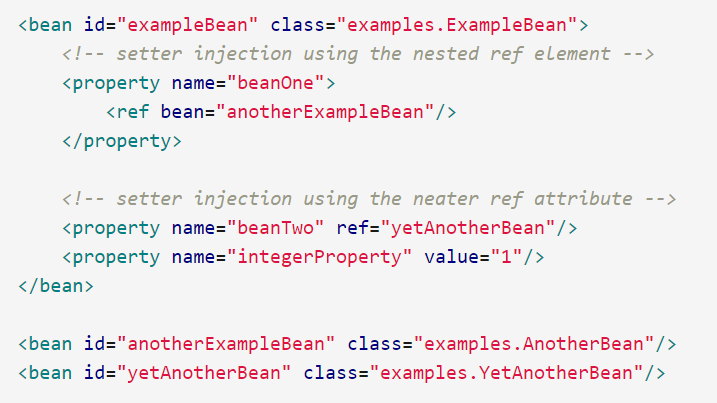 <bean id="exampleBean" class="examples.ExampleBean">
    <!-- setter injection using the nested ref element -->
    <property name="beanOne">
        <ref bean="anotherExampleBean"/>
    </property>

    <!-- setter injection using the neater ref attribute -->
    <property name="beanTwo" ref="yetAnotherBean"/>
    <property name="integerProperty" value="1"/>
</bean>

<bean id="anotherExampleBean" class="examples.AnotherBean"/>
<bean id="yetAnotherBean" class="examples.YetAnotherBean"/>